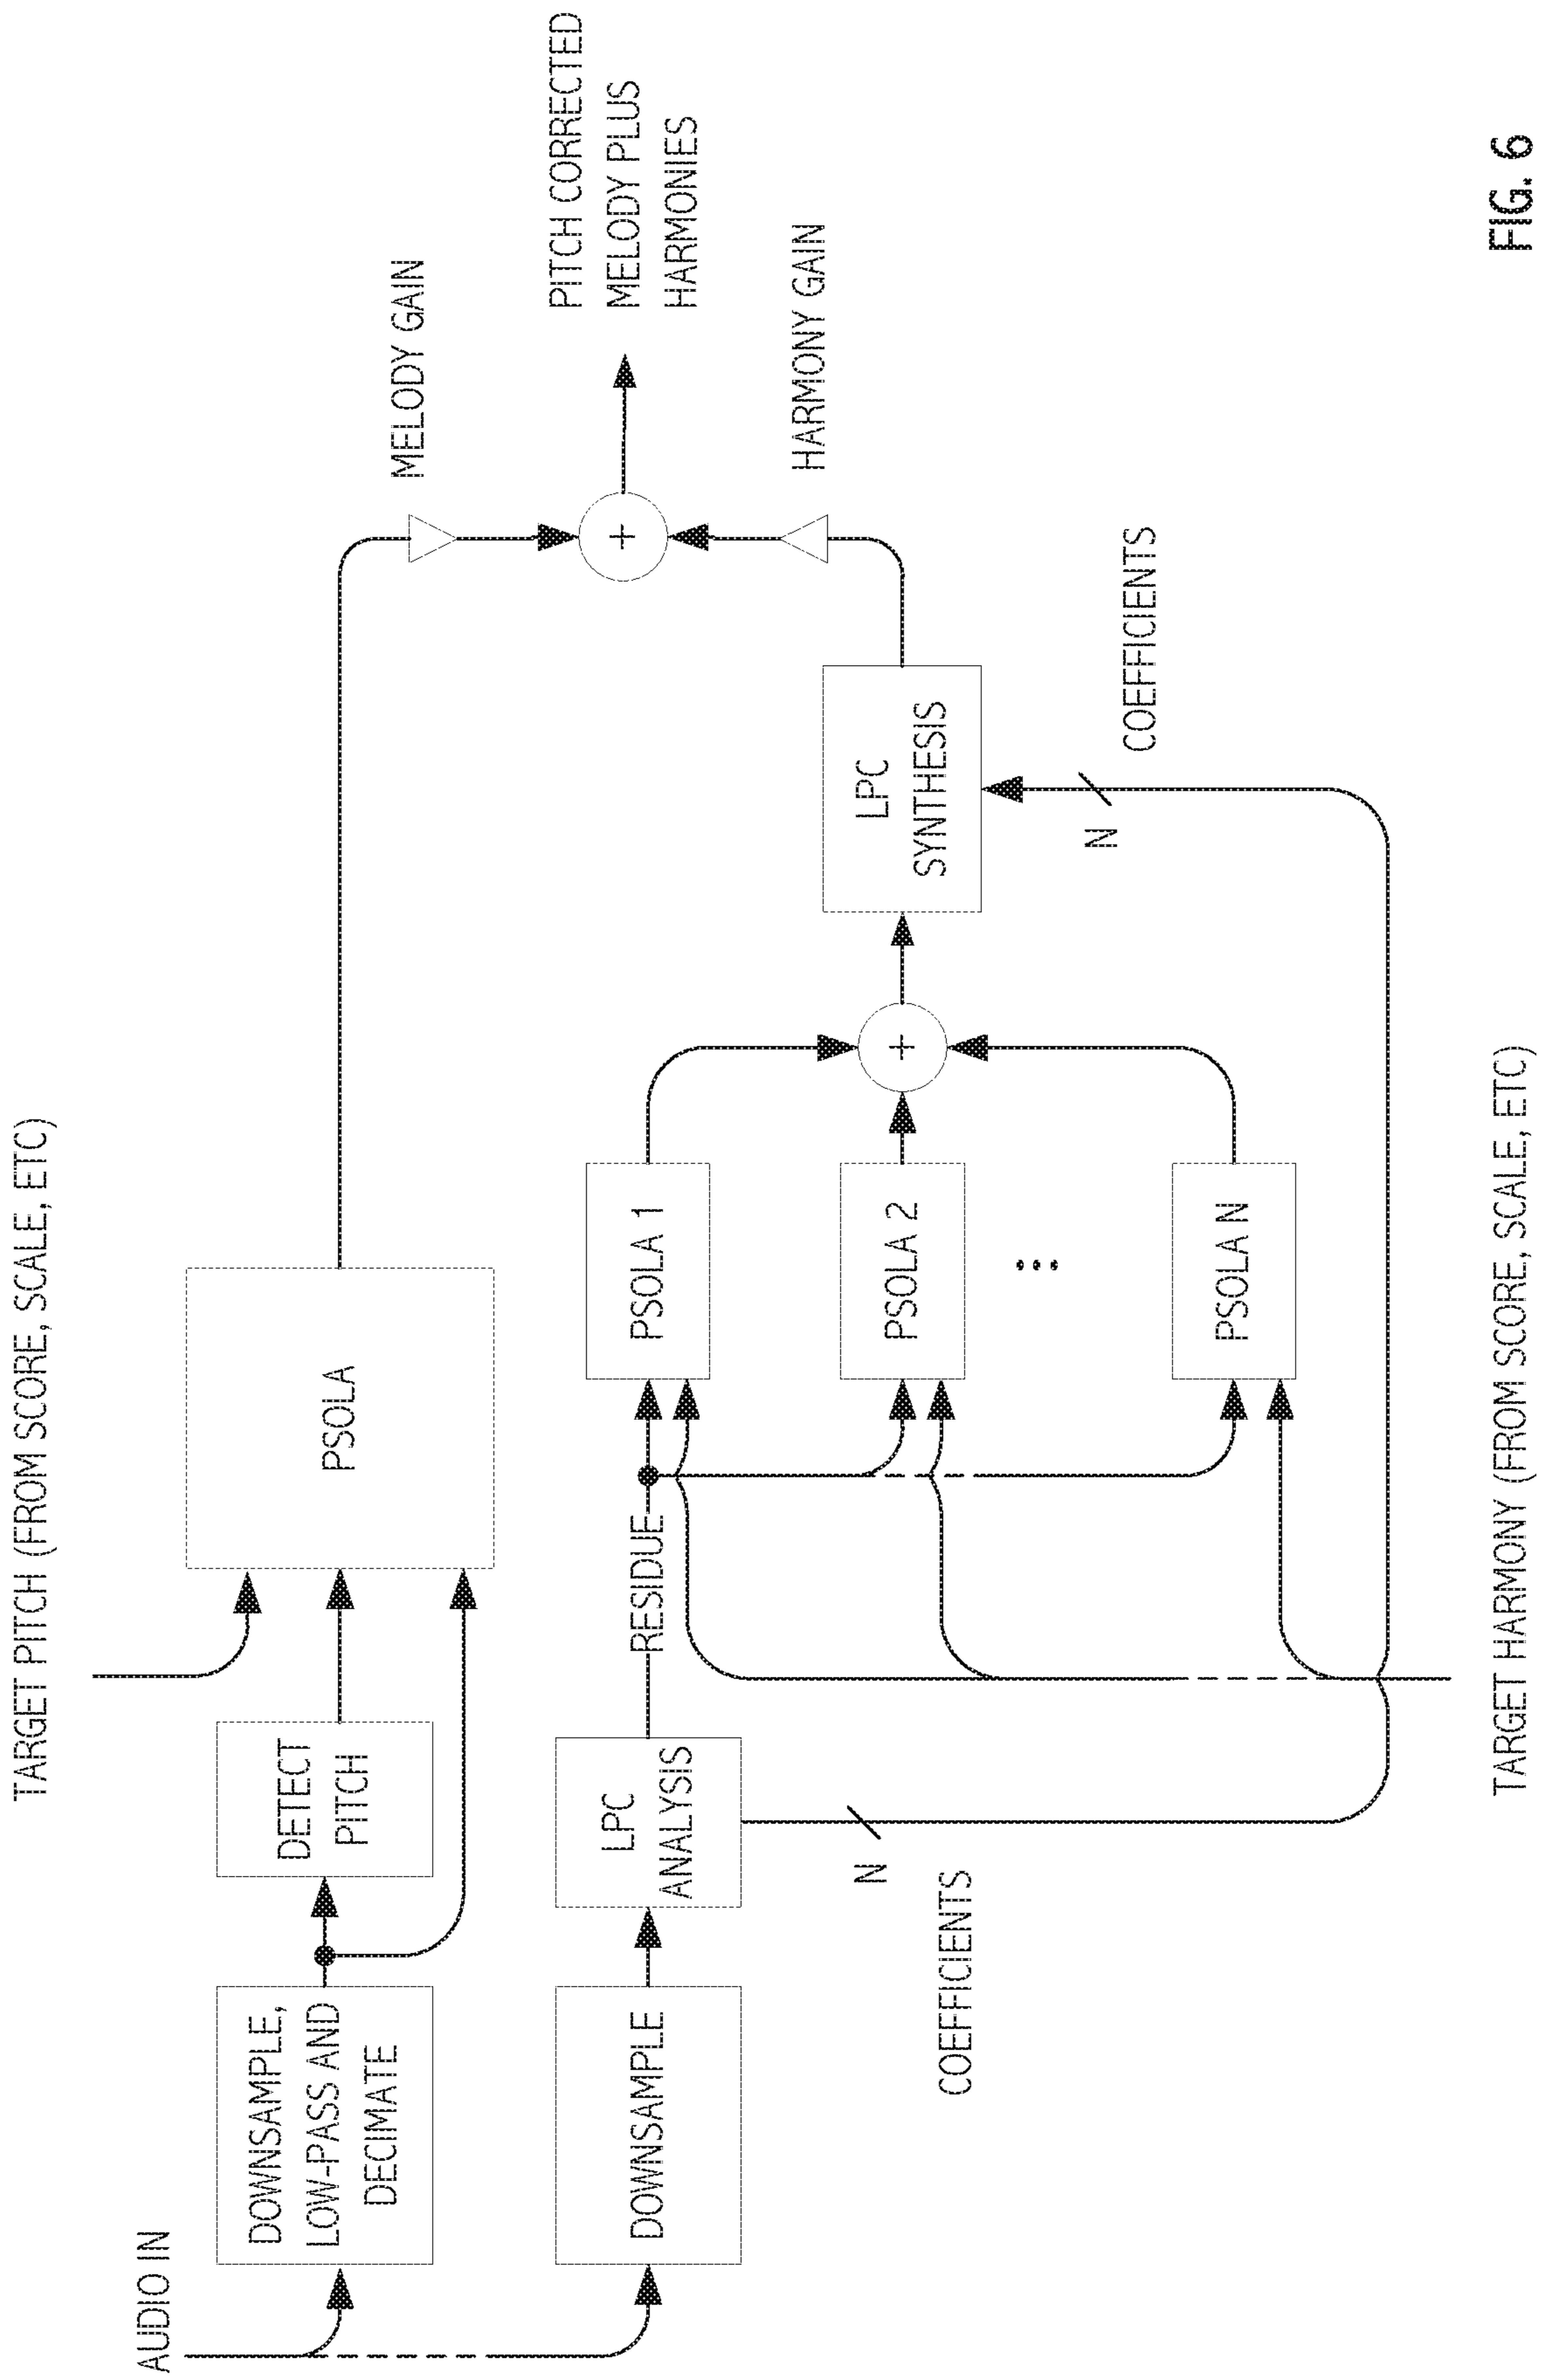 TARGET PITCH (FROM SCORE, SCALE, ETC)
AUDIO IN
DOWNSAMPLE,
LOW-PASS AND
DECIMATE
DETECT
PITCH
PSOLA
MELODY GAIN
PITCH CORRECTED
MELODY PLUS
HARMONIES
DOWNSAMPLE
LPC
ANALYSIS
RESIDUE
PSOLA 1
PSOLA 2
...
PSOLA N
+
+
LPC
SYNTHESIS
HARMONY GAIN
N
COEFFICIENTS
N
COEFFICIENTS
TARGET HARMONY (FROM SCORE, SCALE, ETC)
FIG. 6